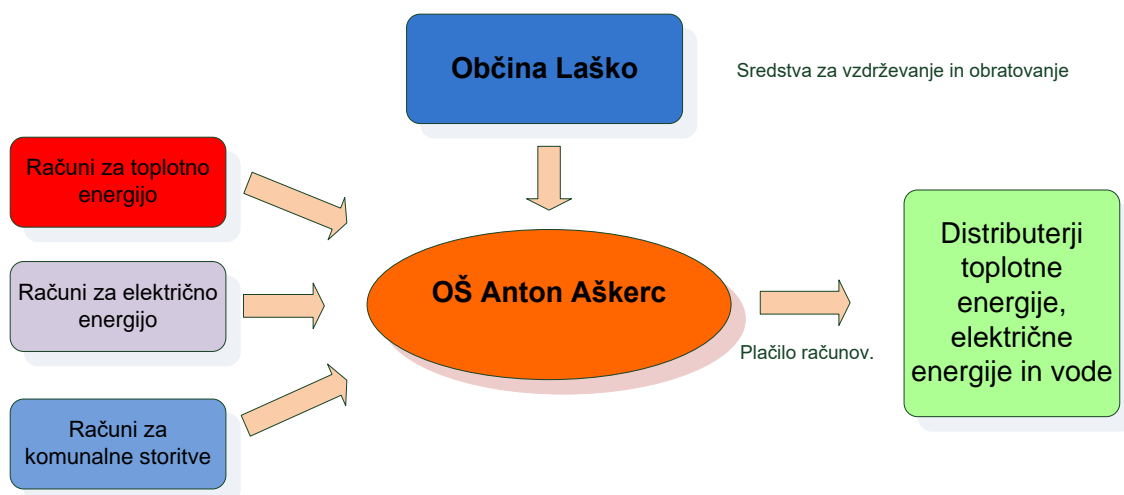 Občina Laško
Sredstva za vzdrževanje in obratovanje
Računi za toplotno
energijo
Računi za električno
energijo
Računi za
komunalne storitve
OŠ Anton Aškerc
Plačilo računov.
Distributerji
toplotne
energije,
električne
energije in vode